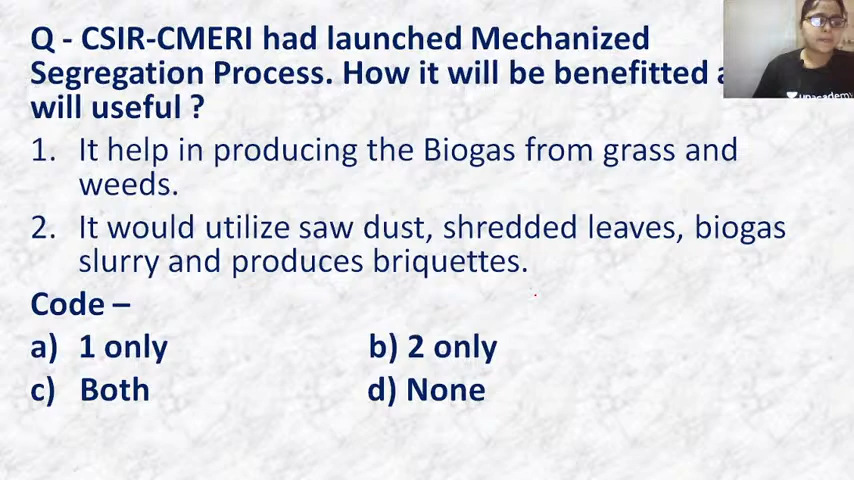 Q - CSIR-CMERI had launched Mechanized
Segregation Process. How it will be benefitted
will useful ?
1. It help in producing the Biogas from grass and
weeds.
2. It would utilize saw dust, shredded leaves, biogas
slurry and produces briquettes.
Code –
a) 1 only b) 2 only
c) Both d) None
unacademy